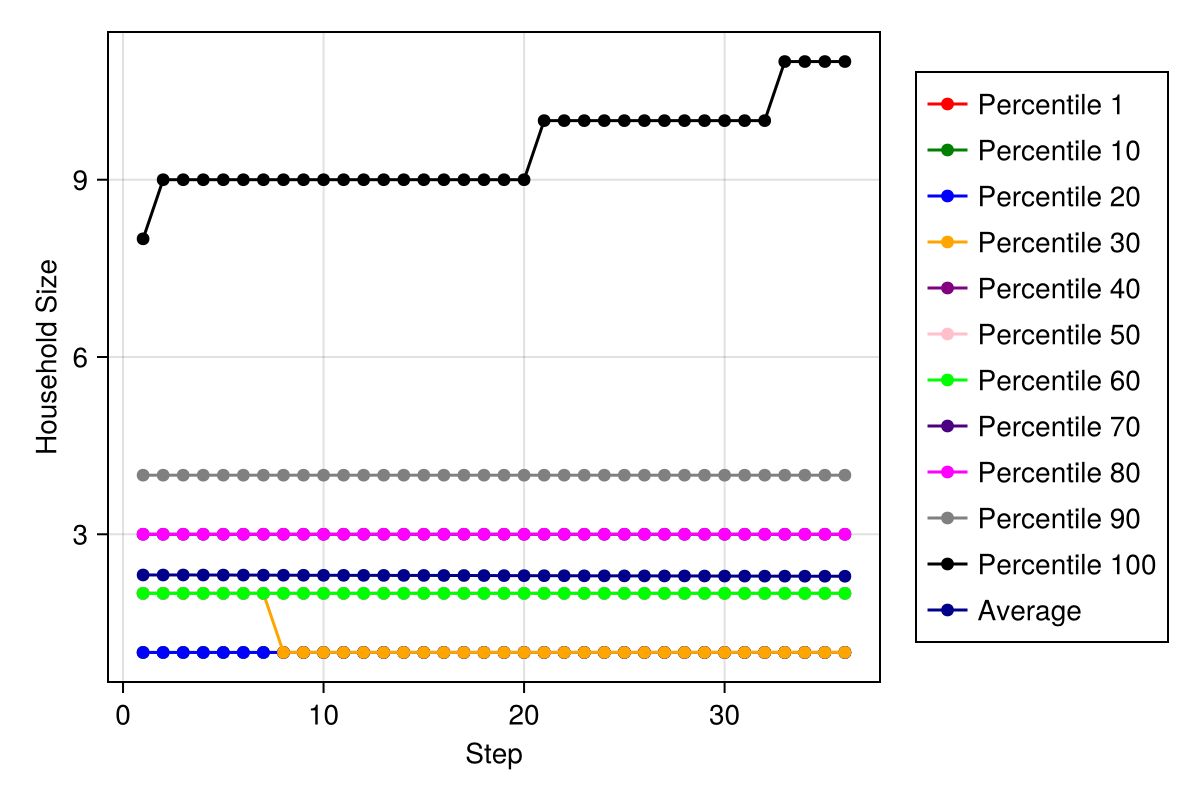 Household Size
9
6
3
0
10
20
30
Step
Percentile 1
Percentile 10
Percentile 20
Percentile 30
Percentile 40
Percentile 50
Percentile 60
Percentile 70
Percentile 80
Percentile 90
Percentile 100
Average